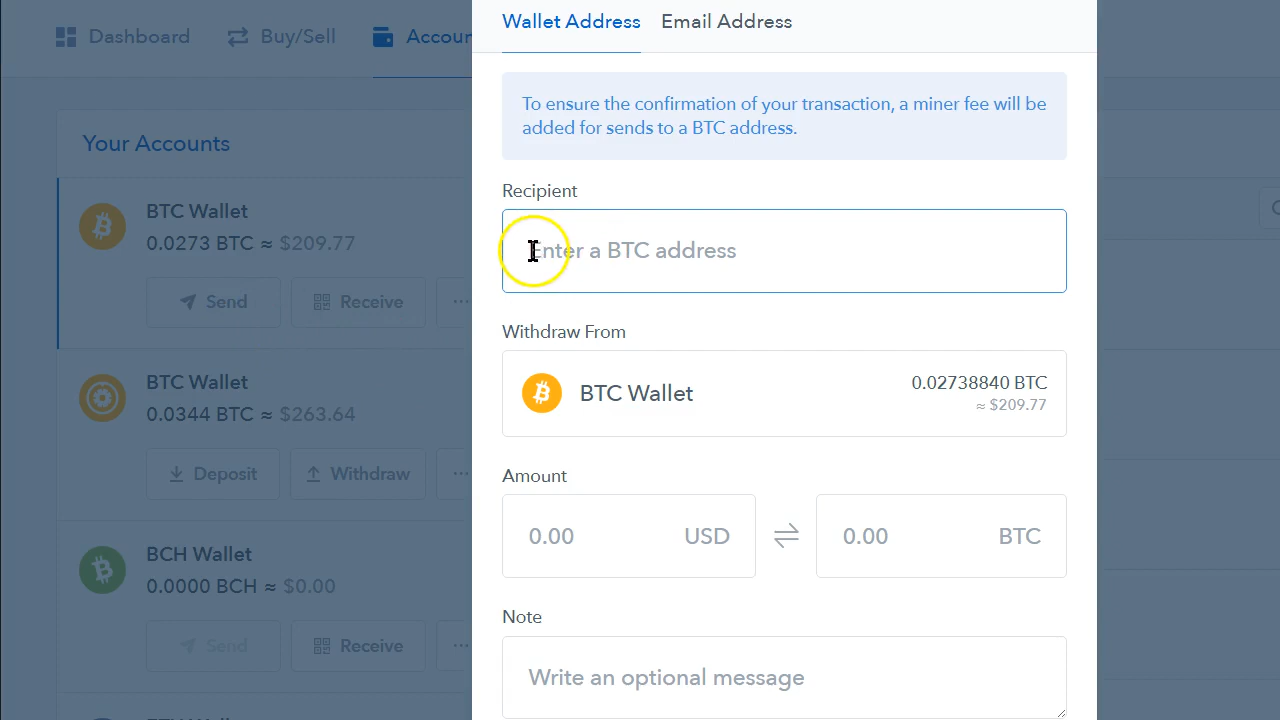 Dashboard Buy/Sell Accoun
Your Accounts
BTC Wallet
0.0273 BTC ≈ $209.77
Send Receive ...
BTC Wallet
0.0344 BTC ≈ $263.64
Deposit Withdraw ...
BCH Wallet
0.0000 BCH ≈ $0.00
Send Receive ...
Wallet Address Email Address
To ensure the confirmation of your transaction, a miner fee will be
added for sends to a BTC address.
Recipient
Enter a BTC address
Withdraw From
BTC Wallet 0.02738840 BTC
≈ $209.77
Amount
0.00 USD 0.00 BTC
Note
Write an optional message